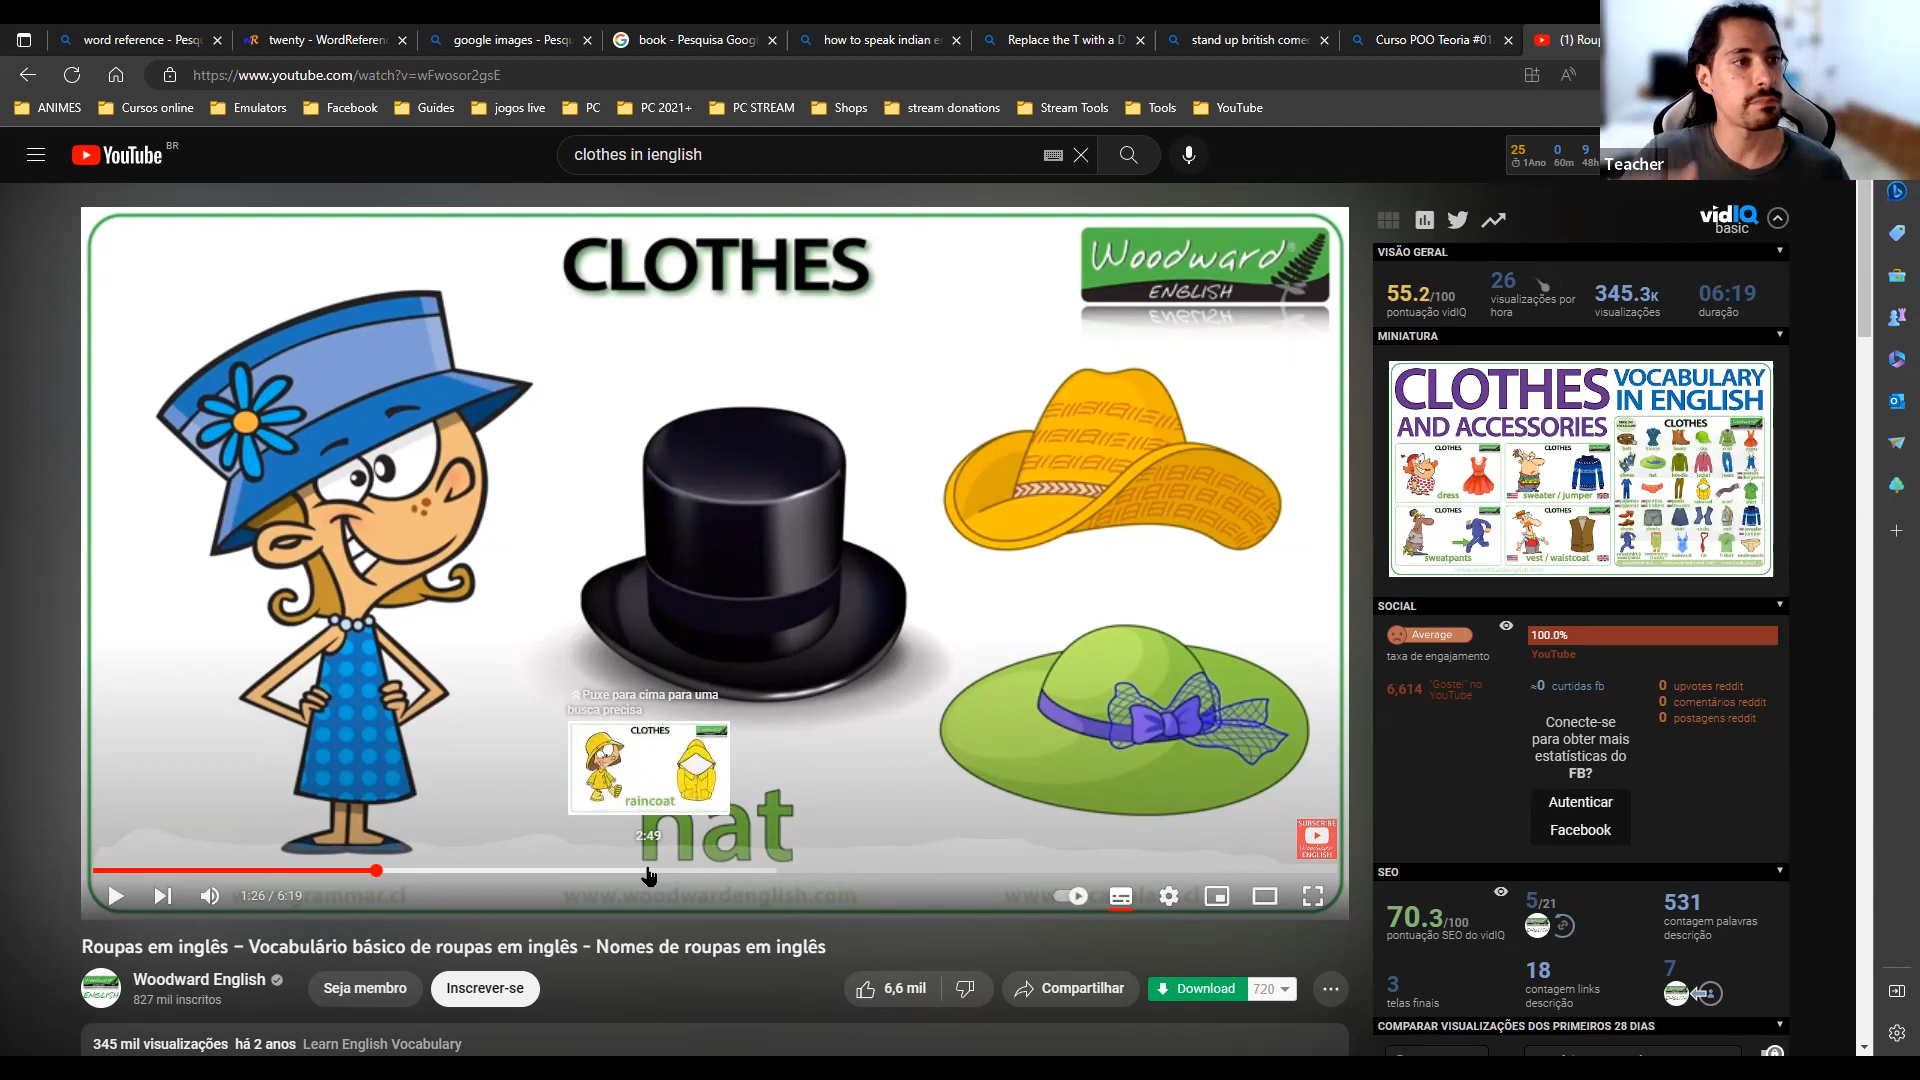 word reference - Pesqu
twenty - WordReferen
google images - Pesqu
book - Pesquisa Googl
how to speak indian e
Replace the T with a D
stand up british come
Curso POO Teoria #01
(1) Roup
https://www.youtube.com/watch?v=wFwosor2gsE
ANIMES
Cursos online
Emulators
Facebook
Guides
jogos live
PC
PC 2021+
PC STREAM
Shops
stream donations
Stream Tools
Tools
YouTube
Teacher
YouTube BR
clothes in ienglish
25 0 9
1Ano 60m 48h
CLOTHES
Woodward
ENGLISH
Puxe para cima para uma
busca precisa
CLOTHES
raincoat
2:49
hat
SUBSCRIBE
Woodward
ENGLISH
1:26 / 6:19
www.woodwardenglish.com
Roupas em inglês – Vocabulário básico de roupas em inglês - Nomes de roupas em inglês
Woodward English
827 mil inscritos
Seja membro
Inscrever-se
6,6 mil
Compartilhar
Download 720
345 mil visualizações há 2 anos Learn English Vocabulary
vidIQ
basic
VISÃO GERAL
55.2/100
pontuação vidIQ
26
visualizações por
hora
345.3K
visualizações
06:19
duração
MINIATURA
CLOTHES
AND ACCESSORIES
VOCABULARY
IN ENGLISH
CLOTHES
dress
CLOTHES
sweater / jumper
CLOTHES
sweatpants
CLOTHES
vest / waistcoat
CLOTHES
SOCIAL
Average
taxa de engajamento
100.0%
YouTube
6,614 "Gostei" no
YouTube
≈0 curtidas fb
0 upvotes reddit
0 comentários reddit
0 postagens reddit
Conecte-se
para obter mais
estatísticas do
FB?
Autenticar
Facebook
SEO
70.3/100
pontuação SEO do vidIQ
5/21
531
contagem palavras
descrição
3
telas finais
18
contagem links
descrição
7
COMPARAR VISUALIZAÇÕES DOS PRIMEIROS 28 DIAS